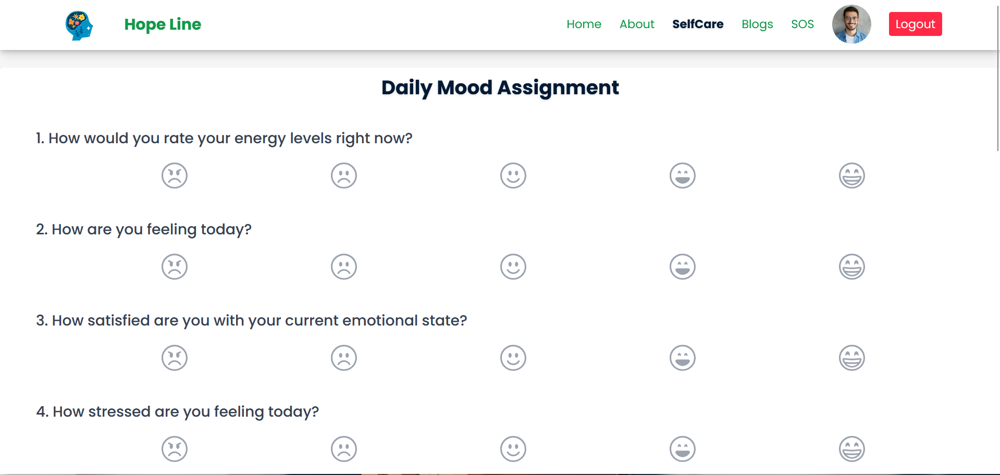 Hope Line
Home About SelfCare Blogs SOS Logout
Daily Mood Assignment
1. How would you rate your energy levels right now?
2. How are you feeling today?
3. How satisfied are you with your current emotional state?
4. How stressed are you feeling today?